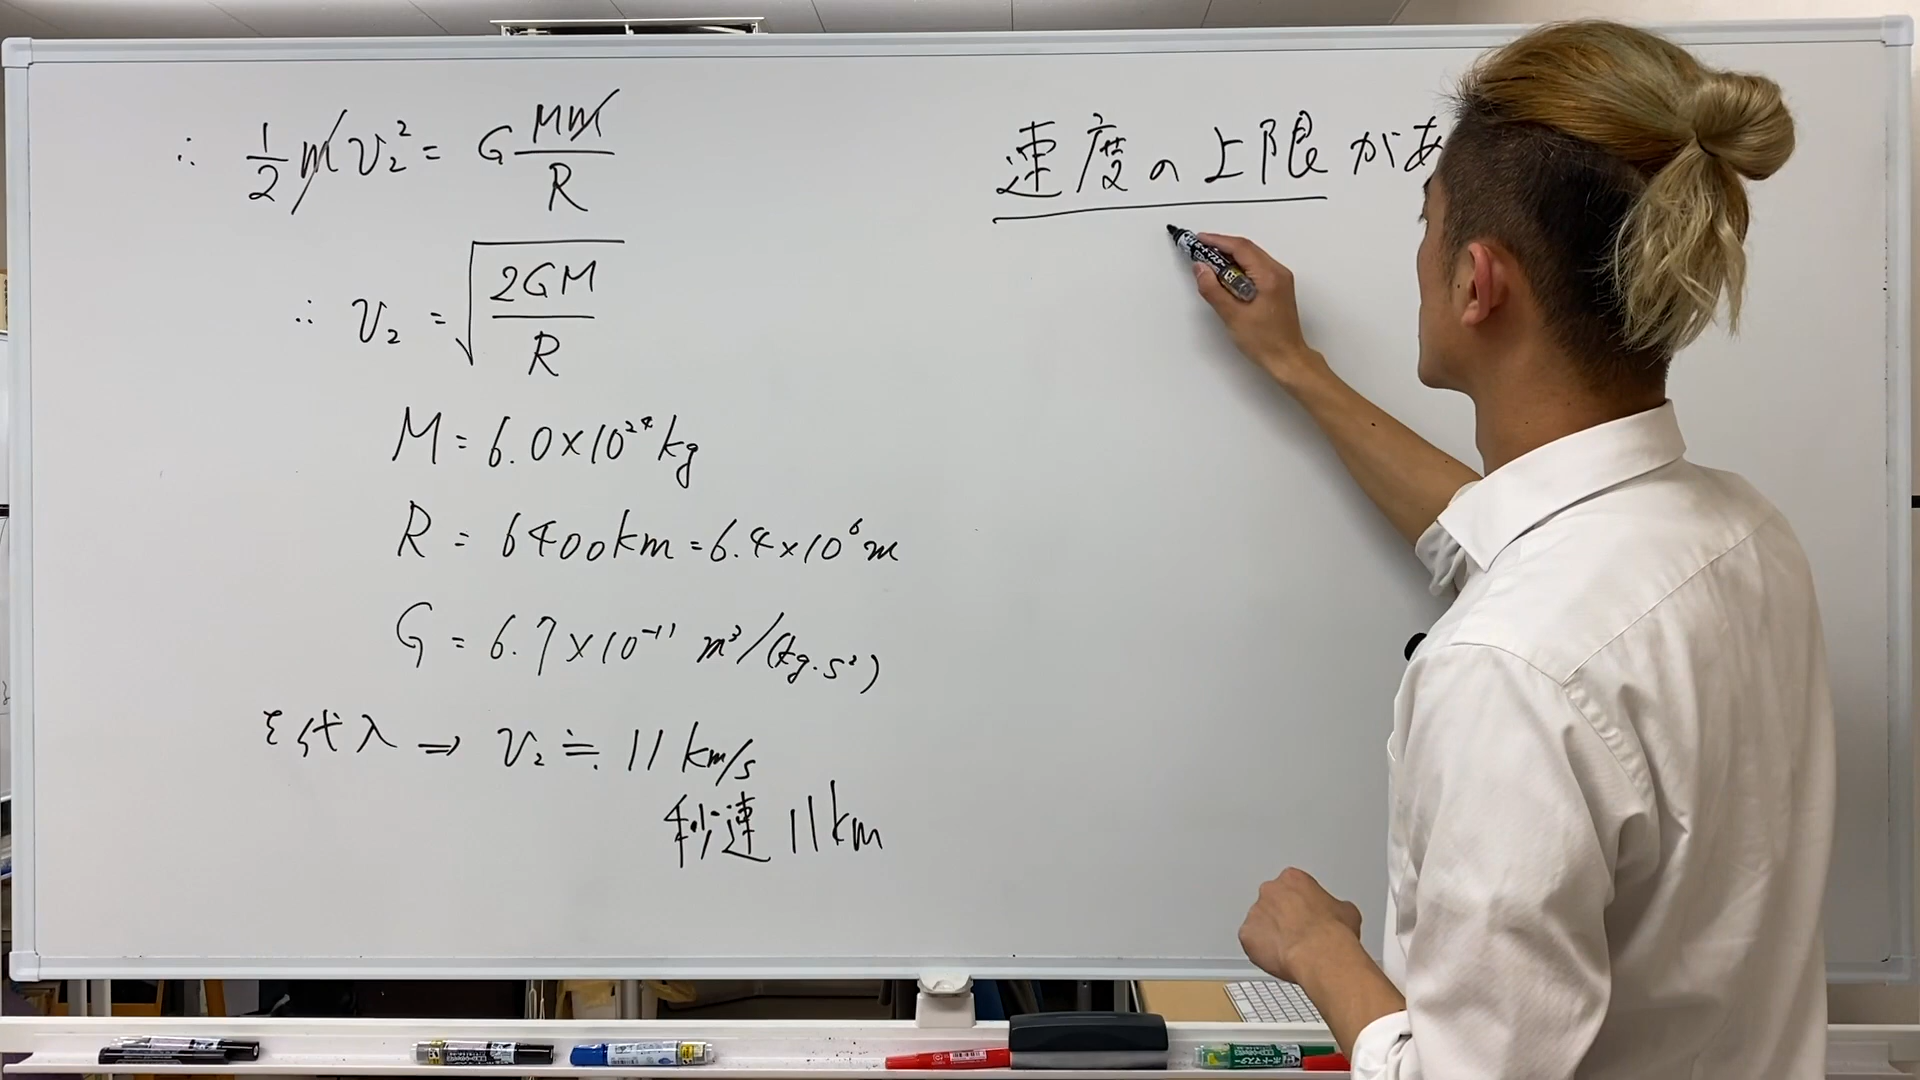 ∴ 1/2 m v₂² = G Mm/R
∴ v₂ = √(2GM/R)
M = 6.0×10²⁴ kg
R = 6400km = 6.4×10⁶ m
G = 6.7×10⁻¹¹ m³/(kg・s²)
を代入 ⇒ v₂ ≒ 11 km/s
秒速 11km
速度の上限があ